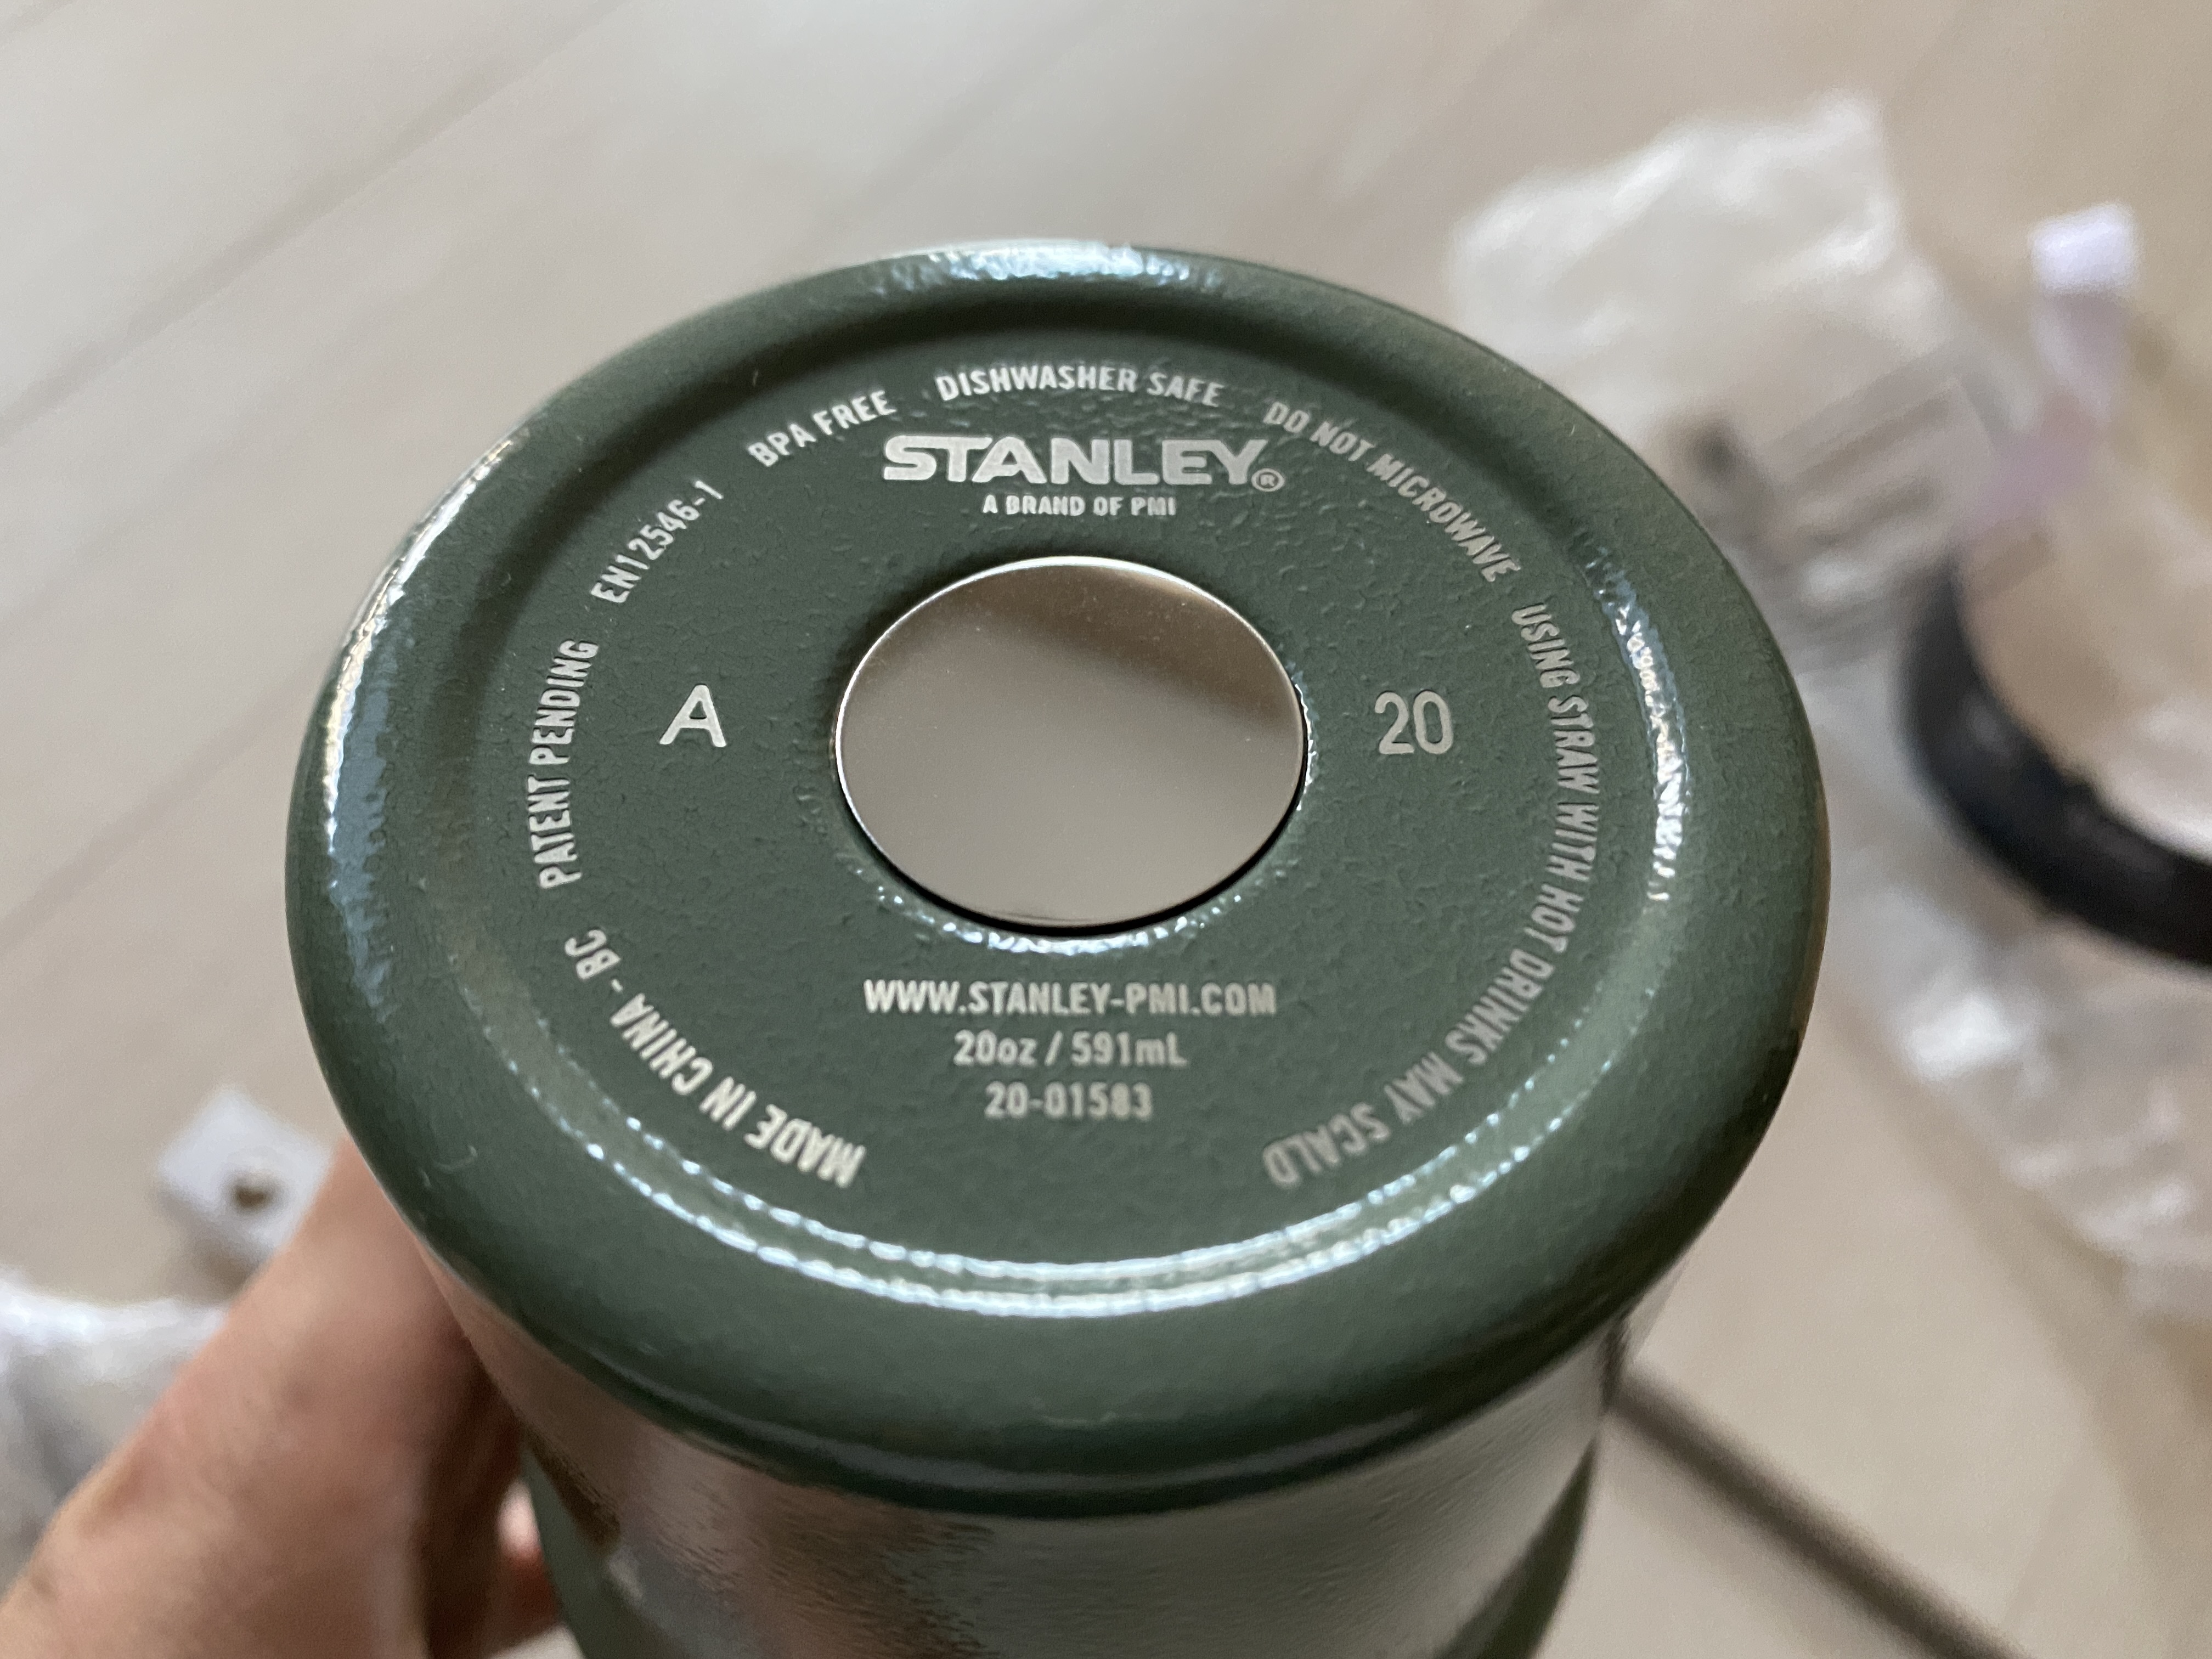 MADE IN CHINA - BC PATENT PENDING EN12546-1 BPA FREE DISHWASHER SAFE DO NOT MICROWAVE USING STRAW WITH HOT DRINKS MAY SCALD
STANLEY®
A BRAND OF PMI
A
20
WWW.STANLEY-PMI.COM
20oz / 591mL
20-01583